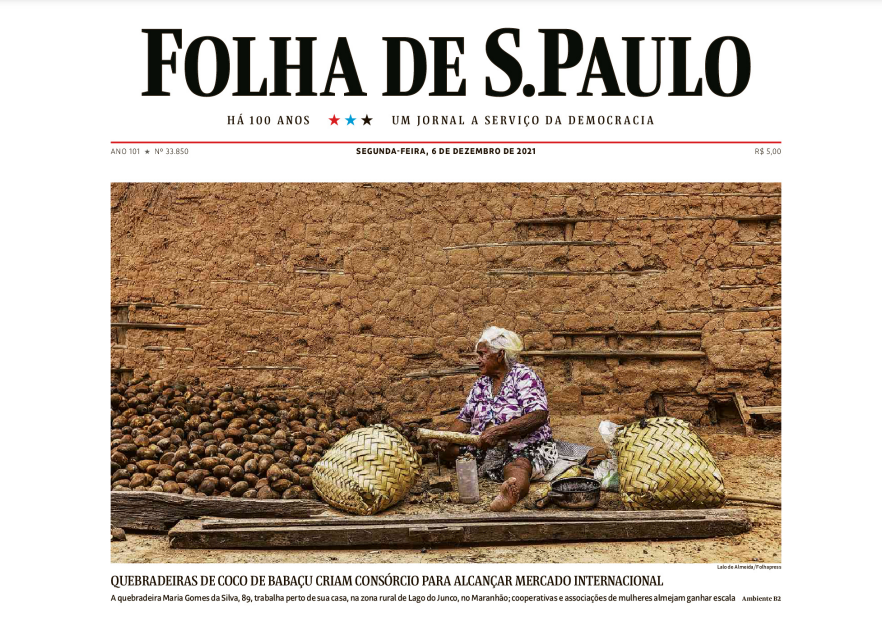 FOLHA DE S.PAULO
HÁ 100 ANOS ★★★ UM JORNAL A SERVIÇO DA DEMOCRACIA
ANO 101 ★ Nº 33.850 SEGUNDA-FEIRA, 6 DE DEZEMBRO DE 2021 R$ 5,00
Lalo de Almeida/Folhapress
QUEBRADEIRAS DE COCO DE BABAÇU CRIAM CONSÓRCIO PARA ALCANÇAR MERCADO INTERNACIONAL
A quebradeira Maria Gomes da Silva, 89, trabalha perto de sua casa, na zona rural de Lago do Junco, no Maranhão; cooperativas e associações de mulheres almejam ganhar escala Ambiente B2